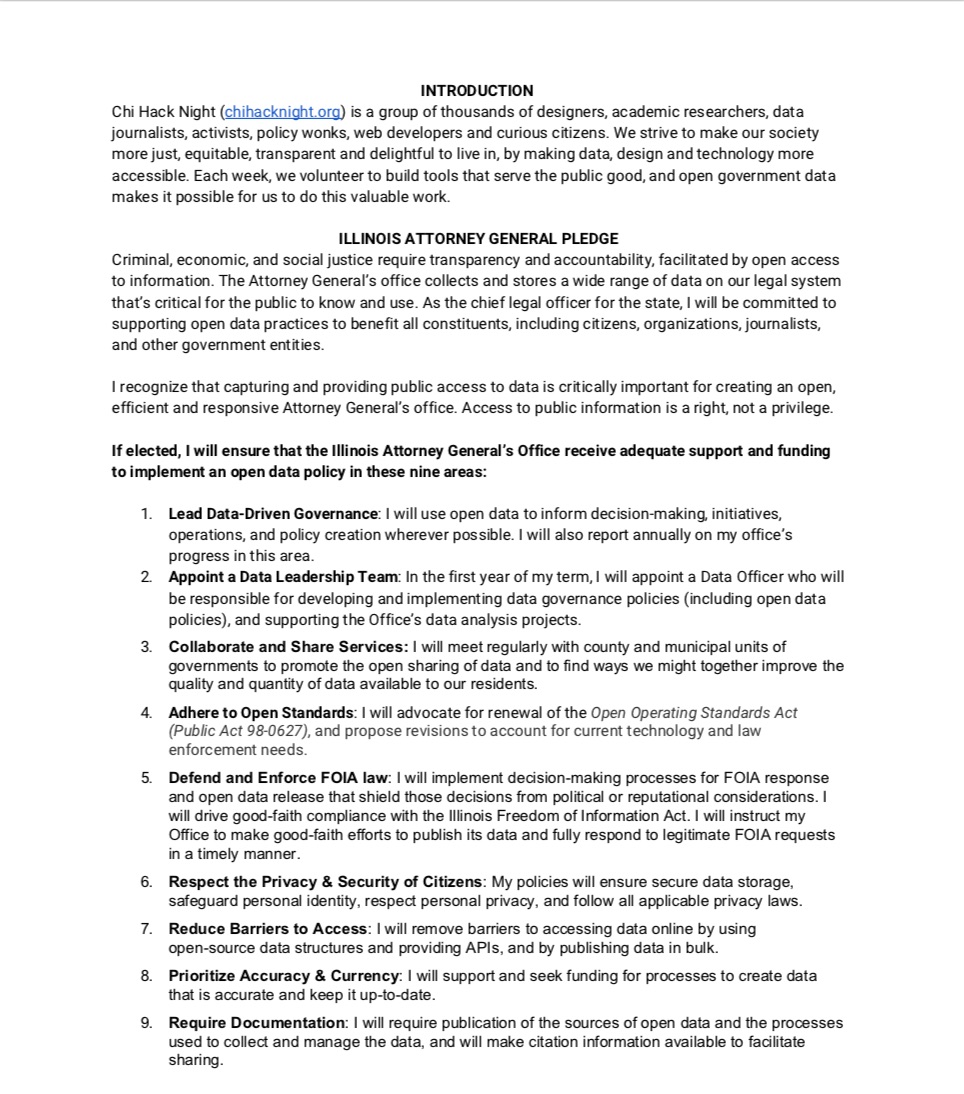 INTRODUCTION
Chi Hack Night (chihacknight.org) is a group of thousands of designers, academic researchers, data
journalists, activists, policy wonks, web developers and curious citizens. We strive to make our society
more just, equitable, transparent and delightful to live in, by making data, design and technology more
accessible. Each week, we volunteer to build tools that serve the public good, and open government data
makes it possible for us to do this valuable work.
ILLINOIS ATTORNEY GENERAL PLEDGE
Criminal, economic, and social justice require transparency and accountability, facilitated by open access
to information. The Attorney General's office collects and stores a wide range of data on our legal system
that's critical for the public to know and use. As the chief legal officer for the state, I will be committed to
supporting open data practices to benefit all constituents, including citizens, organizations, journalists,
and other government entities.
I recognize that capturing and providing public access to data is critically important for creating an open,
efficient and responsive Attorney General's office. Access to public information is a right, not a privilege.
If elected, I will ensure that the Illinois Attorney General's Office receive adequate support and funding
to implement an open data policy in these nine areas:
1. Lead Data-Driven Governance: I will use open data to inform decision-making, initiatives,
operations, and policy creation wherever possible. I will also report annually on my office's
progress in this area.
2. Appoint a Data Leadership Team: In the first year of my term, I will appoint a Data Officer who will
be responsible for developing and implementing data governance policies (including open data
policies), and supporting the Office's data analysis projects.
3. Collaborate and Share Services: I will meet regularly with county and municipal units of
governments to promote the open sharing of data and to find ways we might together improve the
quality and quantity of data available to our residents.
4. Adhere to Open Standards: I will advocate for renewal of the Open Operating Standards Act
(Public Act 98-0627), and propose revisions to account for current technology and law
enforcement needs.
5. Defend and Enforce FOIA law: I will implement decision-making processes for FOIA response
and open data release that shield those decisions from political or reputational considerations. I
will drive good-faith compliance with the Illinois Freedom of Information Act. I will instruct my
Office to make good-faith efforts to publish its data and fully respond to legitimate FOIA requests
in a timely manner.
6. Respect the Privacy & Security of Citizens: My policies will ensure secure data storage,
safeguard personal identity, respect personal privacy, and follow all applicable privacy laws.
7. Reduce Barriers to Access: I will remove barriers to accessing data online by using
open-source data structures and providing APIs, and by publishing data in bulk.
8. Prioritize Accuracy & Currency: I will support and seek funding for processes to create data
that is accurate and keep it up-to-date.
9. Require Documentation: I will require publication of the sources of open data and the processes
used to collect and manage the data, and will make citation information available to facilitate
sharing.